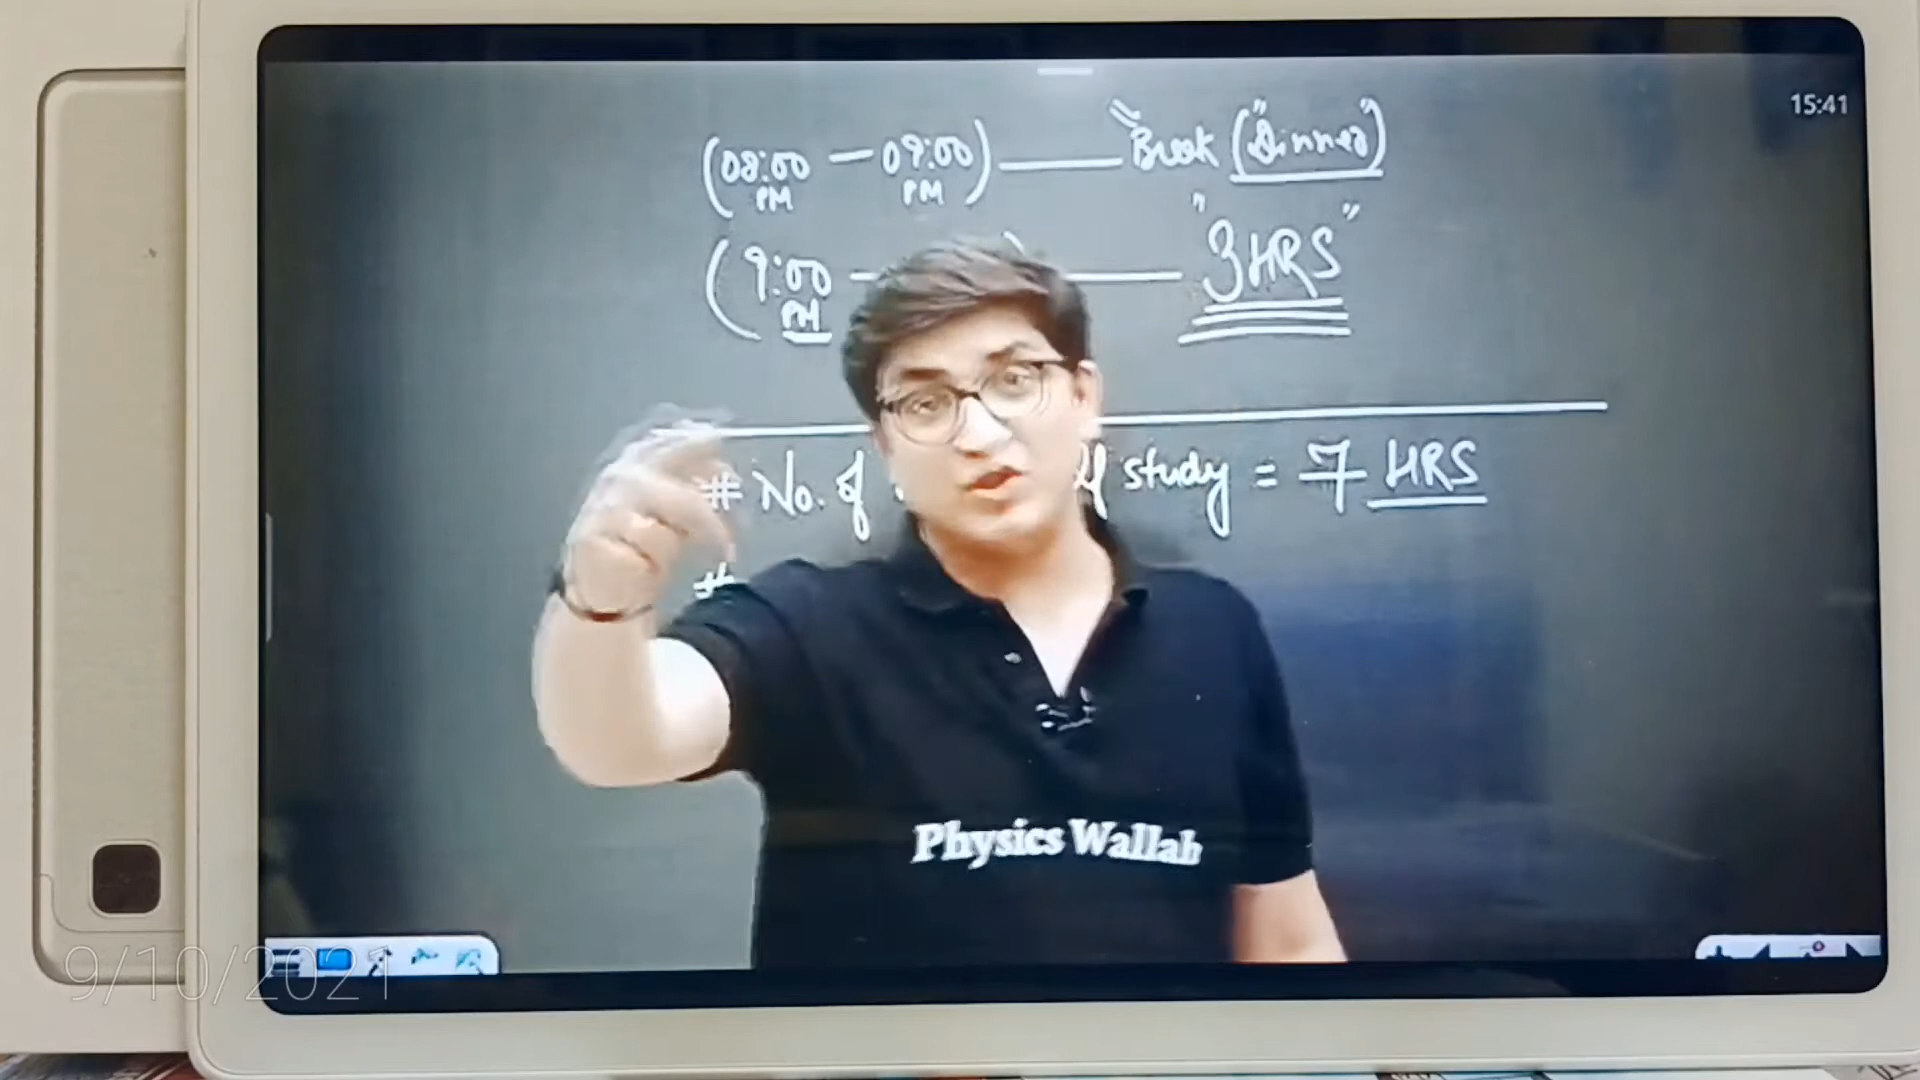 15:41
(08:00 PM — 09:00 PM) — "Break ("Dinner")
(9:00 PM — ) — "3HRS"
# No. of study = 7 HRS
#
Physics Wallah
9/10/2021